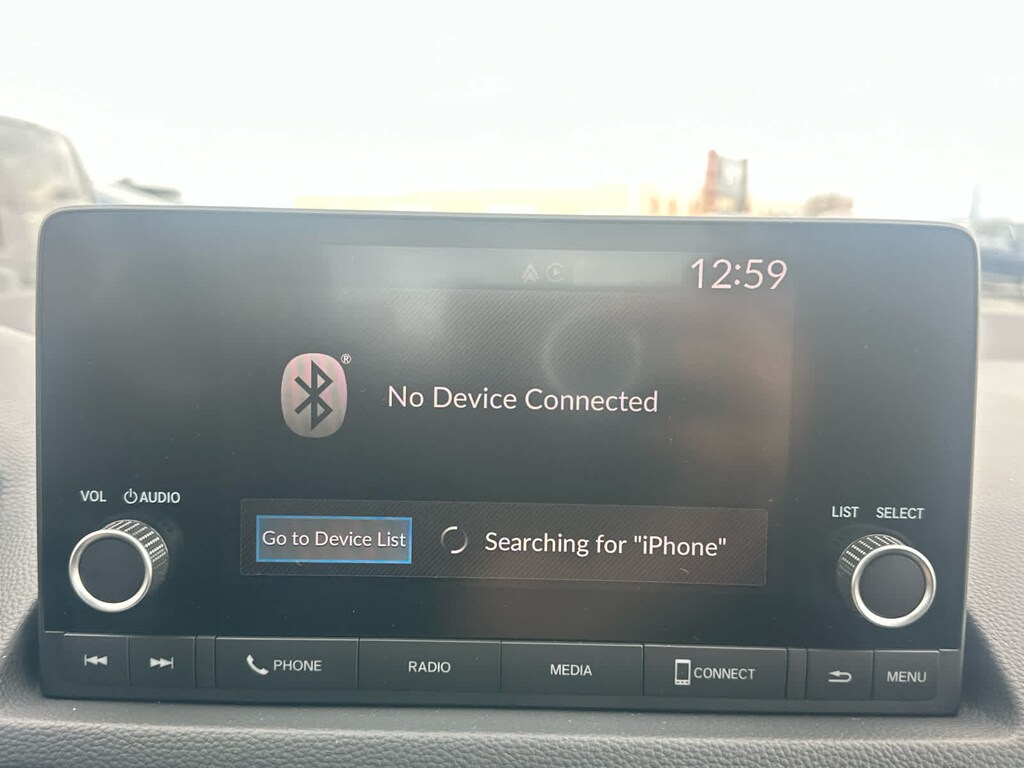 12:59
®
No Device Connected
VOL AUDIO
LIST SELECT
Go to Device List
Searching for "iPhone"
PHONE
RADIO
MEDIA
CONNECT
MENU